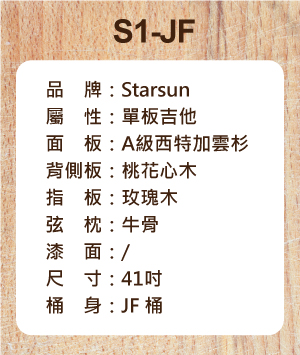 S1-JF
品　牌：Starsun
屬　性：單板吉他
面　板：A級西特加雲杉
背側板：桃花心木
指　板：玫瑰木
弦　枕：牛骨
漆　面：/
尺　寸：41吋
桶　身：JF 桶